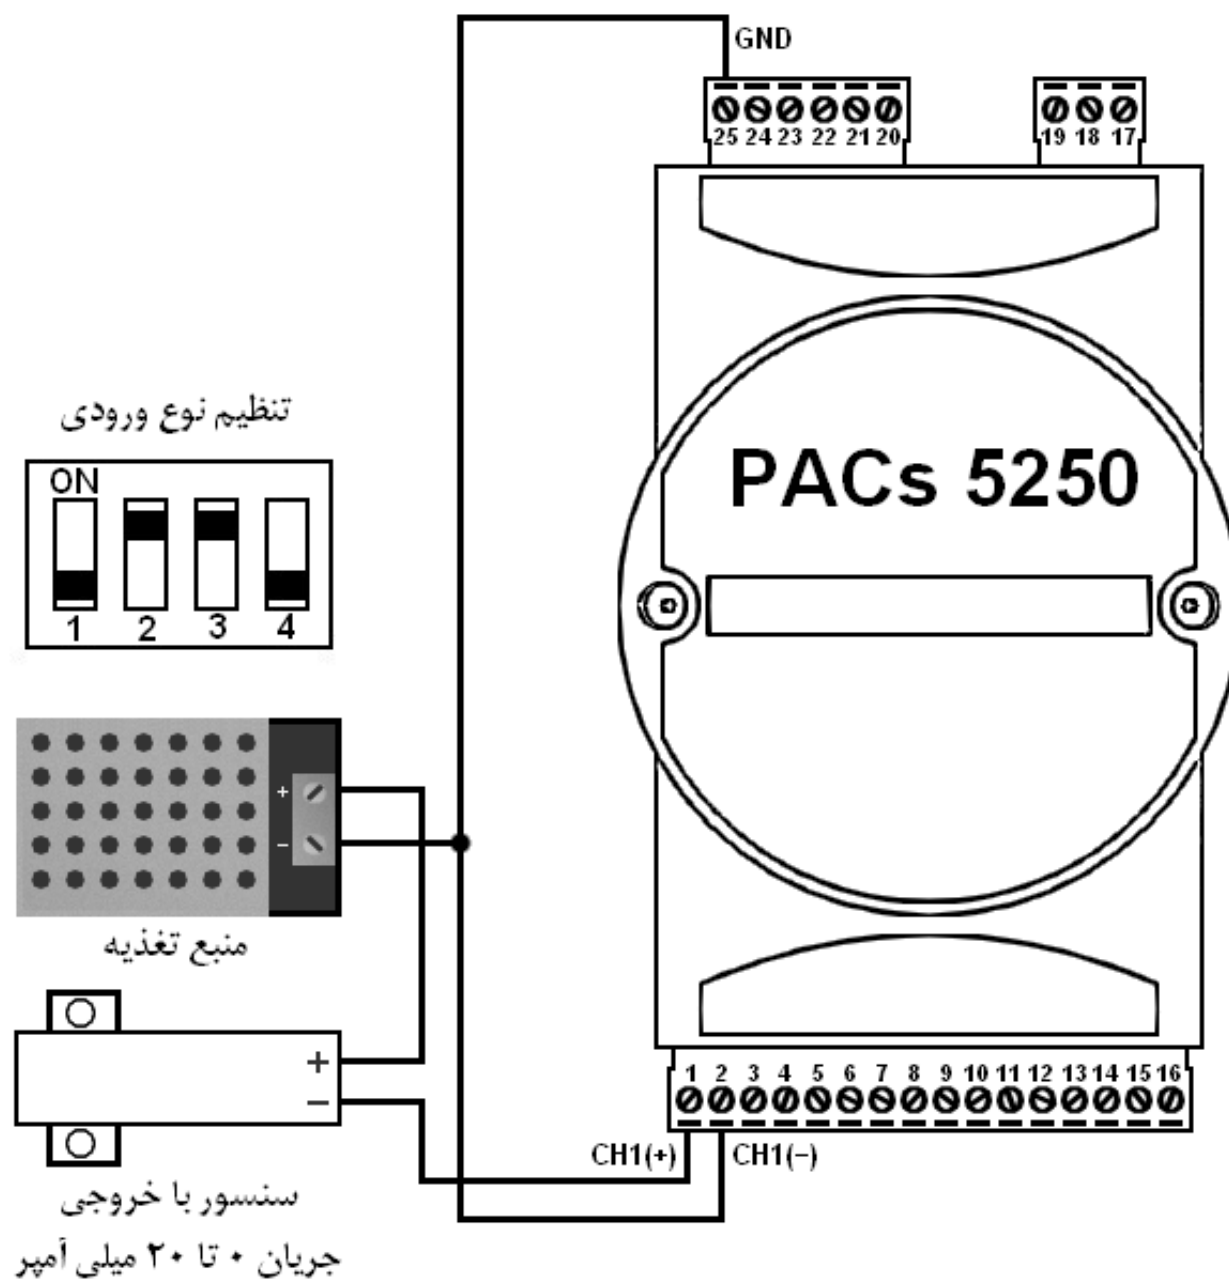 GND
25 24 23 22 21 20
19 18 17
تنظیم نوع ورودی
ON
1 2 3 4
PACs 5250
+
−
منبع تغذیه
+
−
1 2 3 4 5 6 7 8 9 10 11 12 13 14 15 16
CH1(+)
CH1(−)
سنسور با خروجی
جریان ۰ تا ۲۰ میلی آمپر